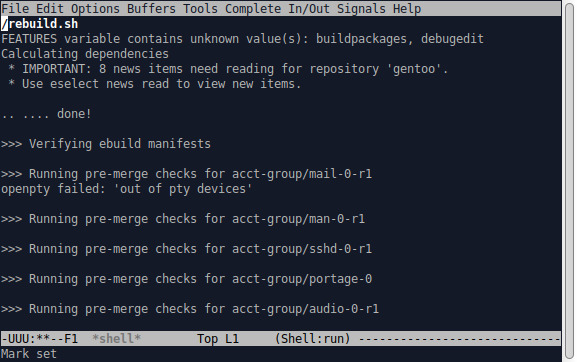 File Edit Options Buffers Tools Complete In/Out Signals Help
/rebuild.sh
FEATURES variable contains unknown value(s): buildpackages, debugedit
Calculating dependencies
 * IMPORTANT: 8 news items need reading for repository 'gentoo'.
 * Use eselect news read to view new items.
.. .... done!
>>> Verifying ebuild manifests
>>> Running pre-merge checks for acct-group/mail-0-r1
openpty failed: 'out of pty devices'
>>> Running pre-merge checks for acct-group/man-0-r1
>>> Running pre-merge checks for acct-group/sshd-0-r1
>>> Running pre-merge checks for acct-group/portage-0
>>> Running pre-merge checks for acct-group/audio-0-r1
-UUU:**--F1  *shell*        Top L1     (Shell:run) -----------------------------
Mark set